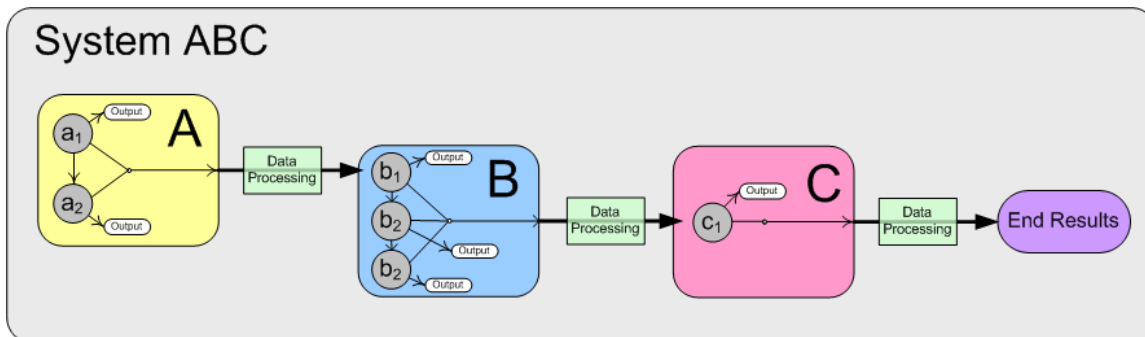 System ABC
A
a1
Output
a2
Output
Data
Processing
B
b1
Output
b2
Output
b2
Output
Data
Processing
C
c1
Output
Data
Processing
End Results